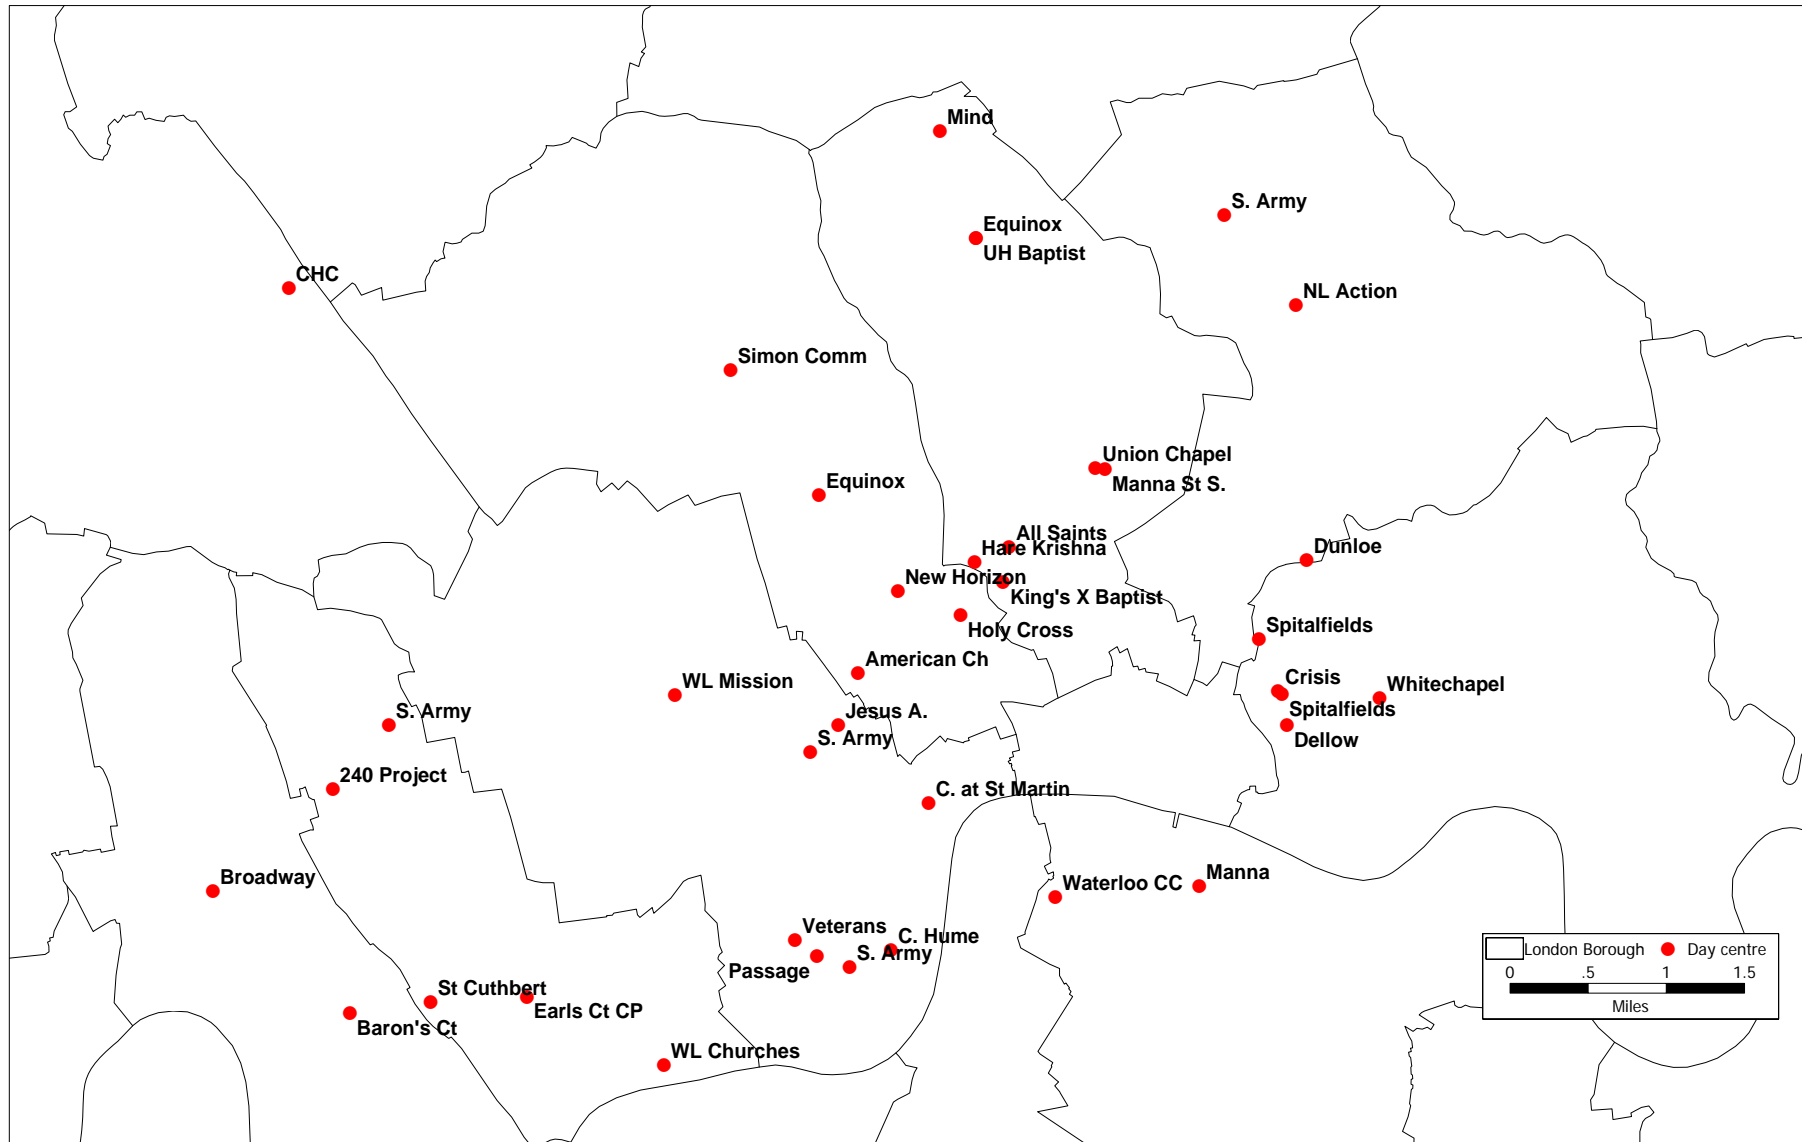 Mind
S. Army
Equinox
UH Baptist
CHC
NL Action
Simon Comm
Union Chapel
Manna St S.
Equinox
All Saints
Hare Krishna
Dunloe
New Horizon
King's X Baptist
Holy Cross
Spitalfields
American Ch
WL Mission
Crisis
Whitechapel
Spitalfields
S. Army
Jesus A.
Dellow
S. Army
240 Project
C. at St Martin
Broadway
Waterloo CC
Manna
Veterans
C. Hume
S. Army
Passage
St Cuthbert
Earls Ct CP
Baron's Ct
WL Churches
London Borough
Day centre
0 .5 1 1.5
Miles